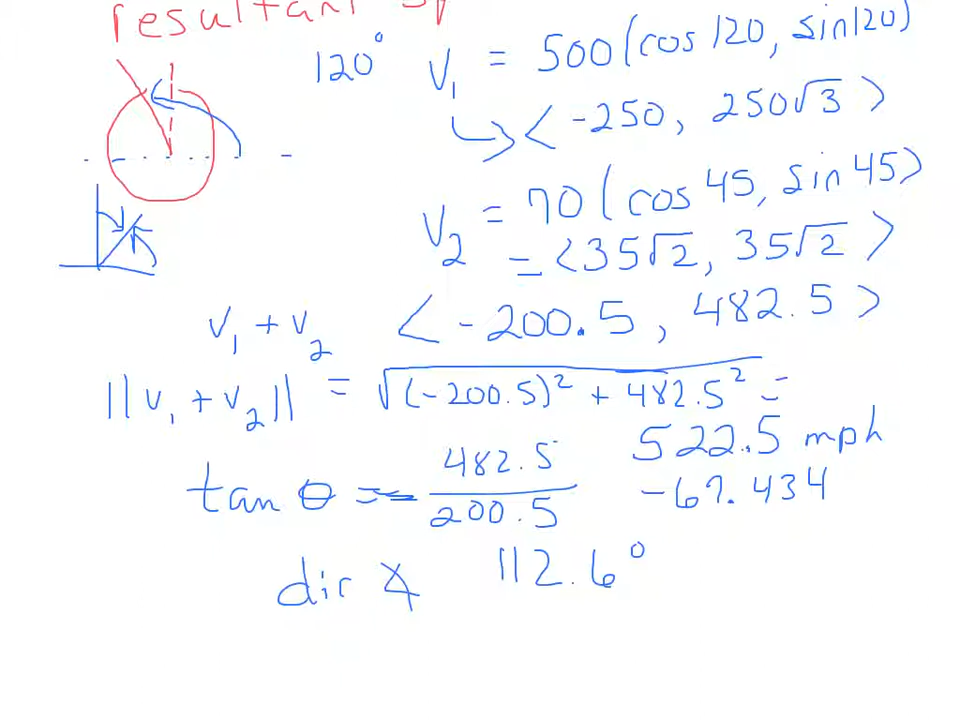 resultant sp
120° V₁ = 500(cos 120, sin 120)
↳ < -250, 250√3 >
V₂ = 70 (cos 45, sin 45>
= <35√2, 35√2 >
V₁ + V₂ < -200.5, 482.5 >
||V₁ + V₂|| = √(-200.5)² + 482.5² =
522.5 mph
tan θ = - 482.5/200.5 -67.434
dir ∡ 112.6°